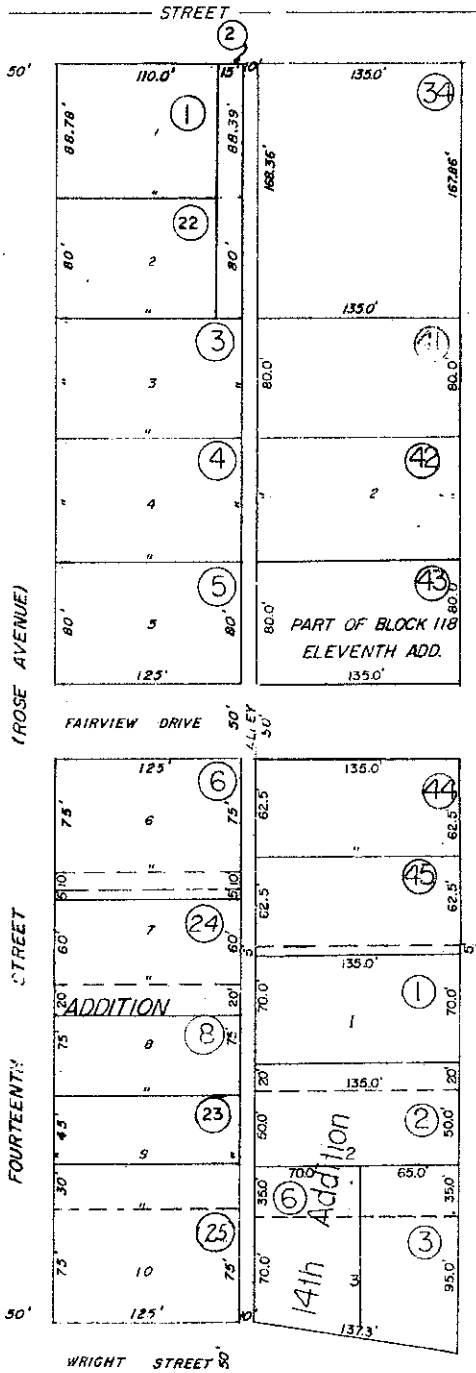 STREET
2
50' 110.0' 15' 10' 135.0'
1 34
88.78' 1 88.39' 168.36' 167.86'
"
22
80' 2 80'
" 135.0'
3 41
" 3 " 80.0' 80.0'
"
4 42
" 4 " " 2 "
"
5 43
80' 5 80' 80.0' 80.0'
PART OF BLOCK 118
ELEVENTH ADD.
125' 135.0'
(ROSE AVENUE)
FAIRVIEW DRIVE 50' ALLEY 50'
125' 135.0'
6 44
75' 6 75' 62.5' 62.5'
"
10' 10' "
5' 5' 45
7 24 62.5' 62.5'
60' 60'
" 5' 5'
135.0'
20' ADDITION 20' 70.0' 1 70.0'
75' 8 8 75' 1
" 20' 135.0' 20'
23 2
45' 50.0' 50.0'
" 9 " 2
70.0' 65.0'
30' " 35.0' 6 35.0'
25 3
75' 10 75' 70.0' 3 95.0'
14th Addition
50' 125' 10' 137.3'
FOURTEENTH STREET
WRIGHT STREET 50'